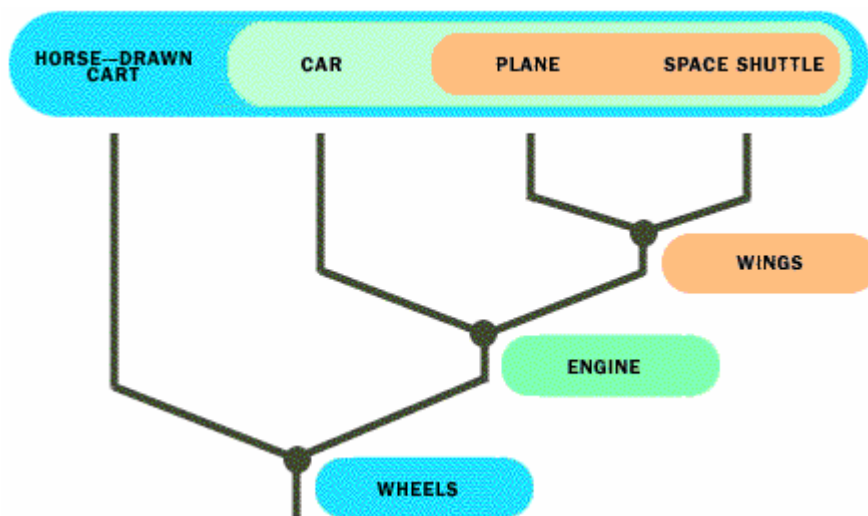 HORSE—DRAWN
CART
CAR
PLANE
SPACE SHUTTLE
WINGS
ENGINE
WHEELS